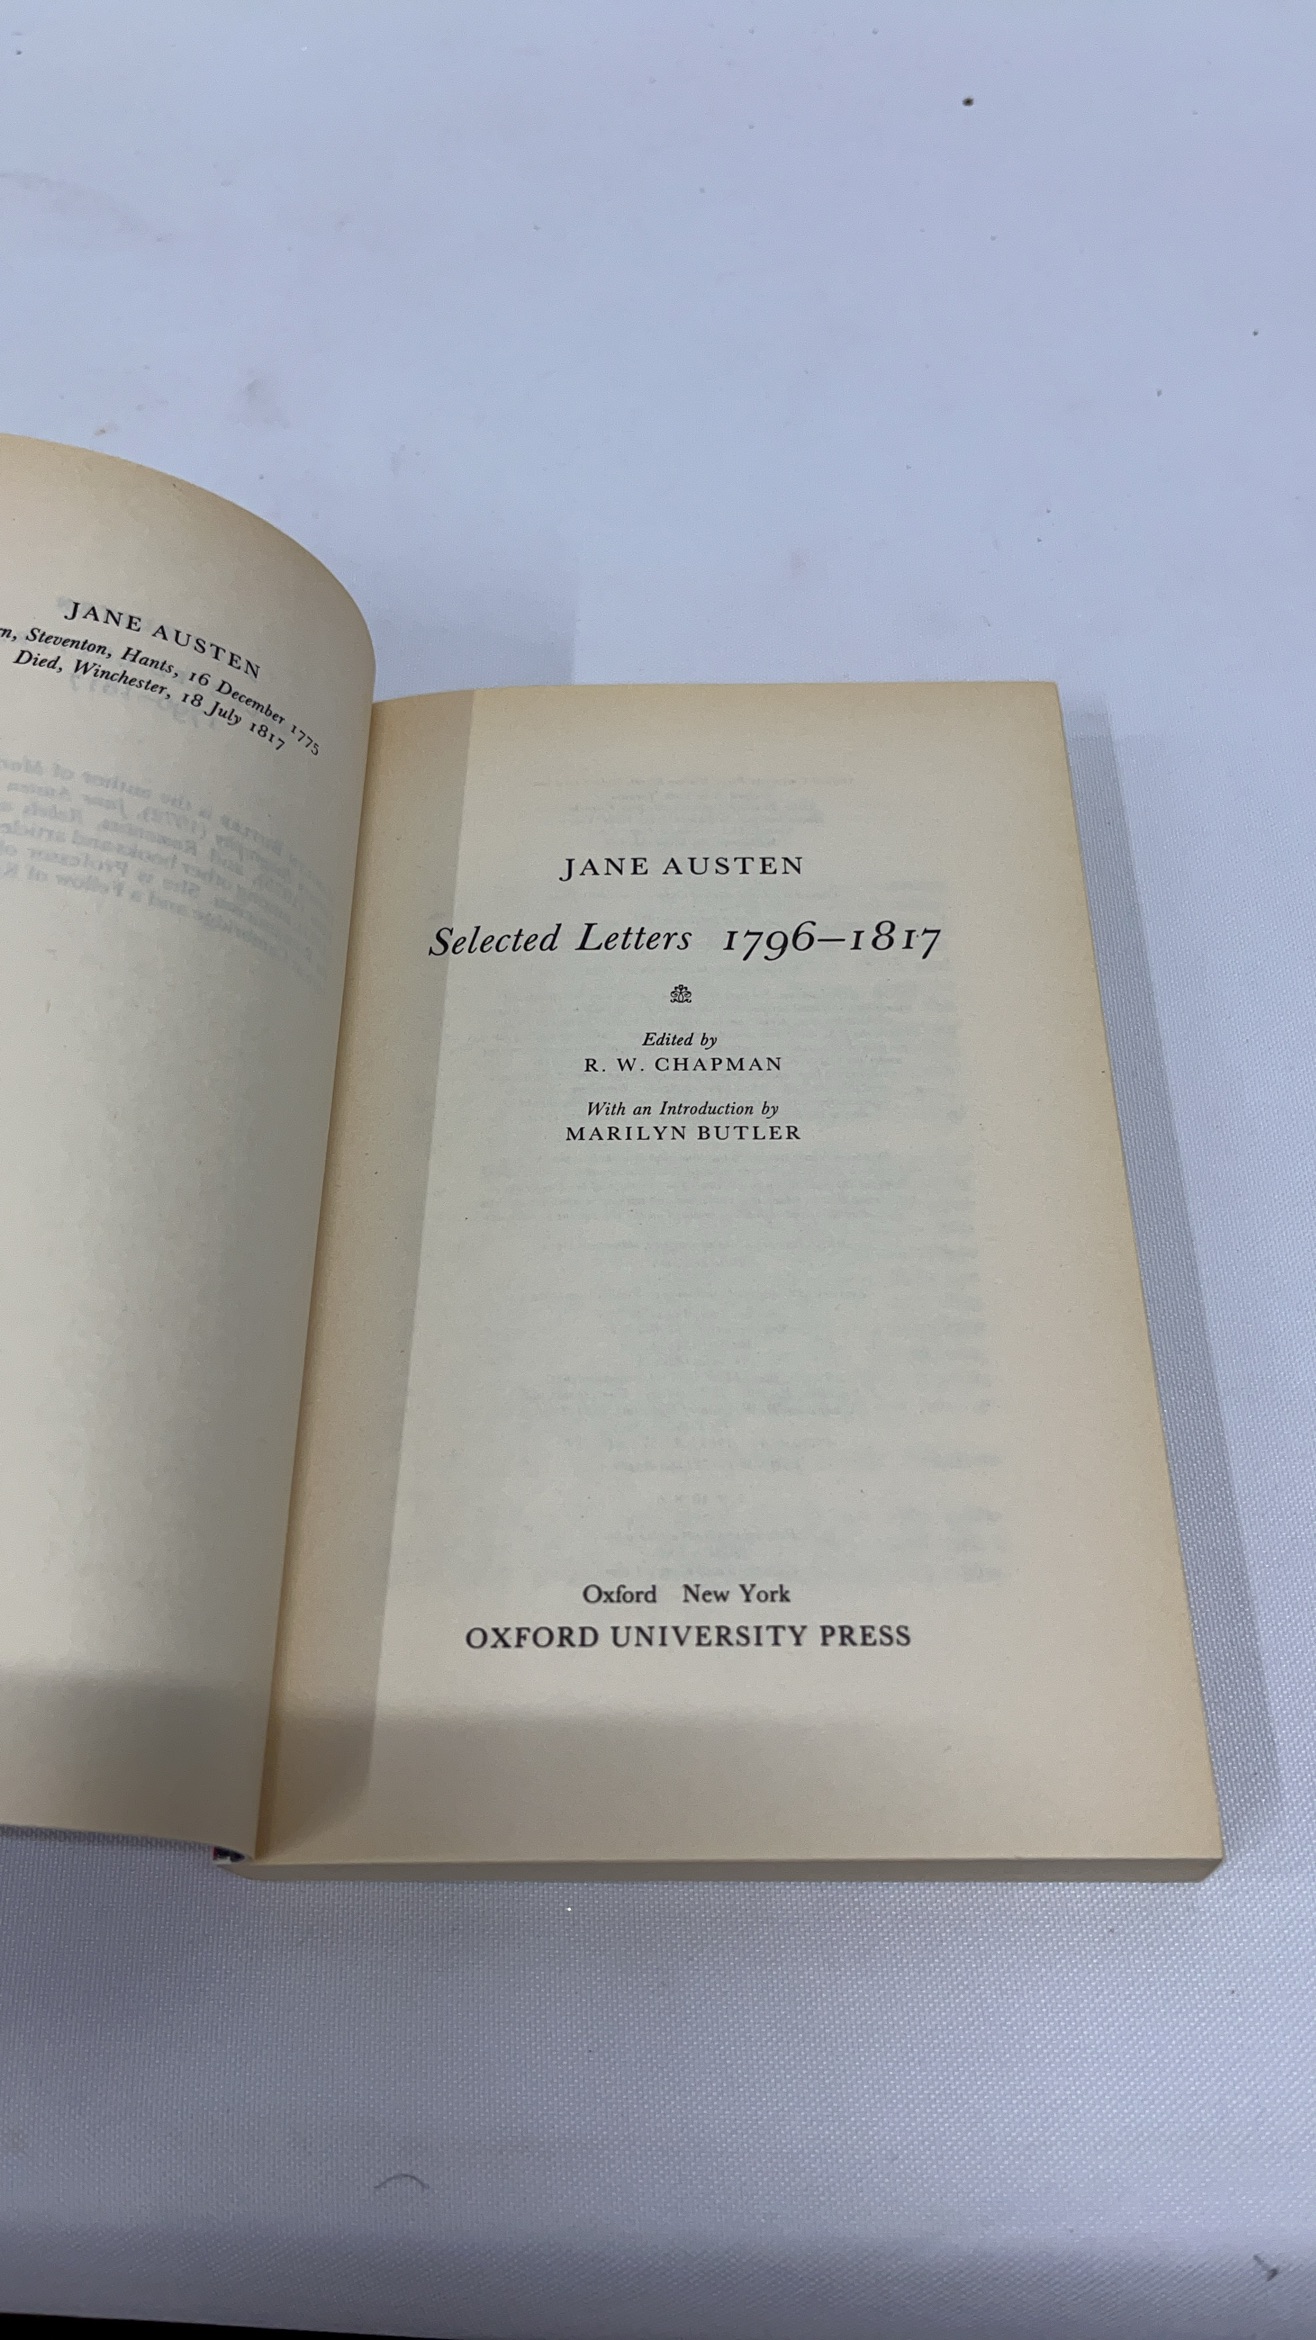 JANE AUSTEN
Steventon, Hants, 16 December 1775
Died, Winchester, 18 July 1817
JANE AUSTEN
Selected Letters 1796–1817
Edited by
R. W. CHAPMAN
With an Introduction by
MARILYN BUTLER
Oxford New York
OXFORD UNIVERSITY PRESS